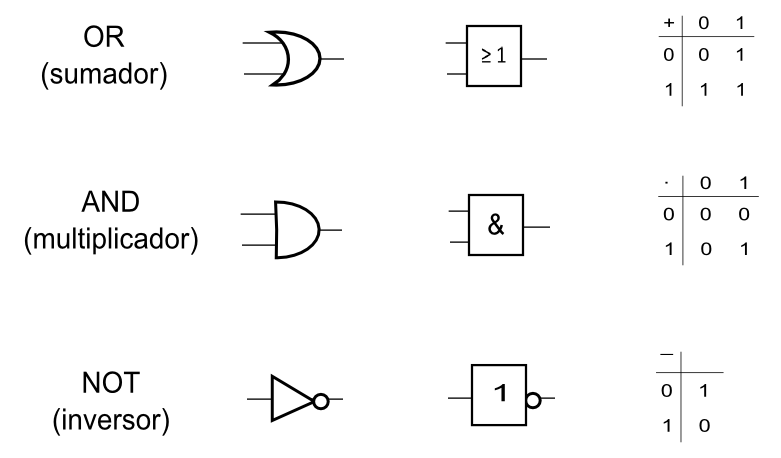 OR
(sumador)
≥ 1
+ 0 1
0 0 1
1 1 1
AND
(multiplicador)
&
· 0 1
0 0 0
1 0 1
NOT
(inversor)
1
—
0 1
1 0